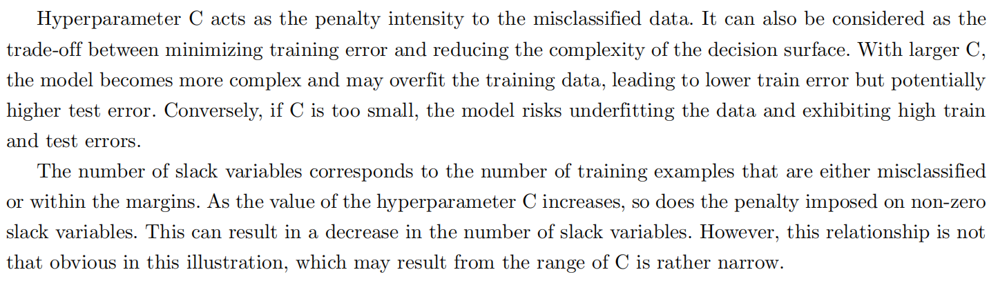 Hyperparameter C acts as the penalty intensity to the misclassified data. It can also be considered as the
trade-off between minimizing training error and reducing the complexity of the decision surface. With larger C,
the model becomes more complex and may overfit the training data, leading to lower train error but potentially
higher test error. Conversely, if C is too small, the model risks underfitting the data and exhibiting high train
and test errors.
The number of slack variables corresponds to the number of training examples that are either misclassified
or within the margins. As the value of the hyperparameter C increases, so does the penalty imposed on non-zero
slack variables. This can result in a decrease in the number of slack variables. However, this relationship is not
that obvious in this illustration, which may result from the range of C is rather narrow.